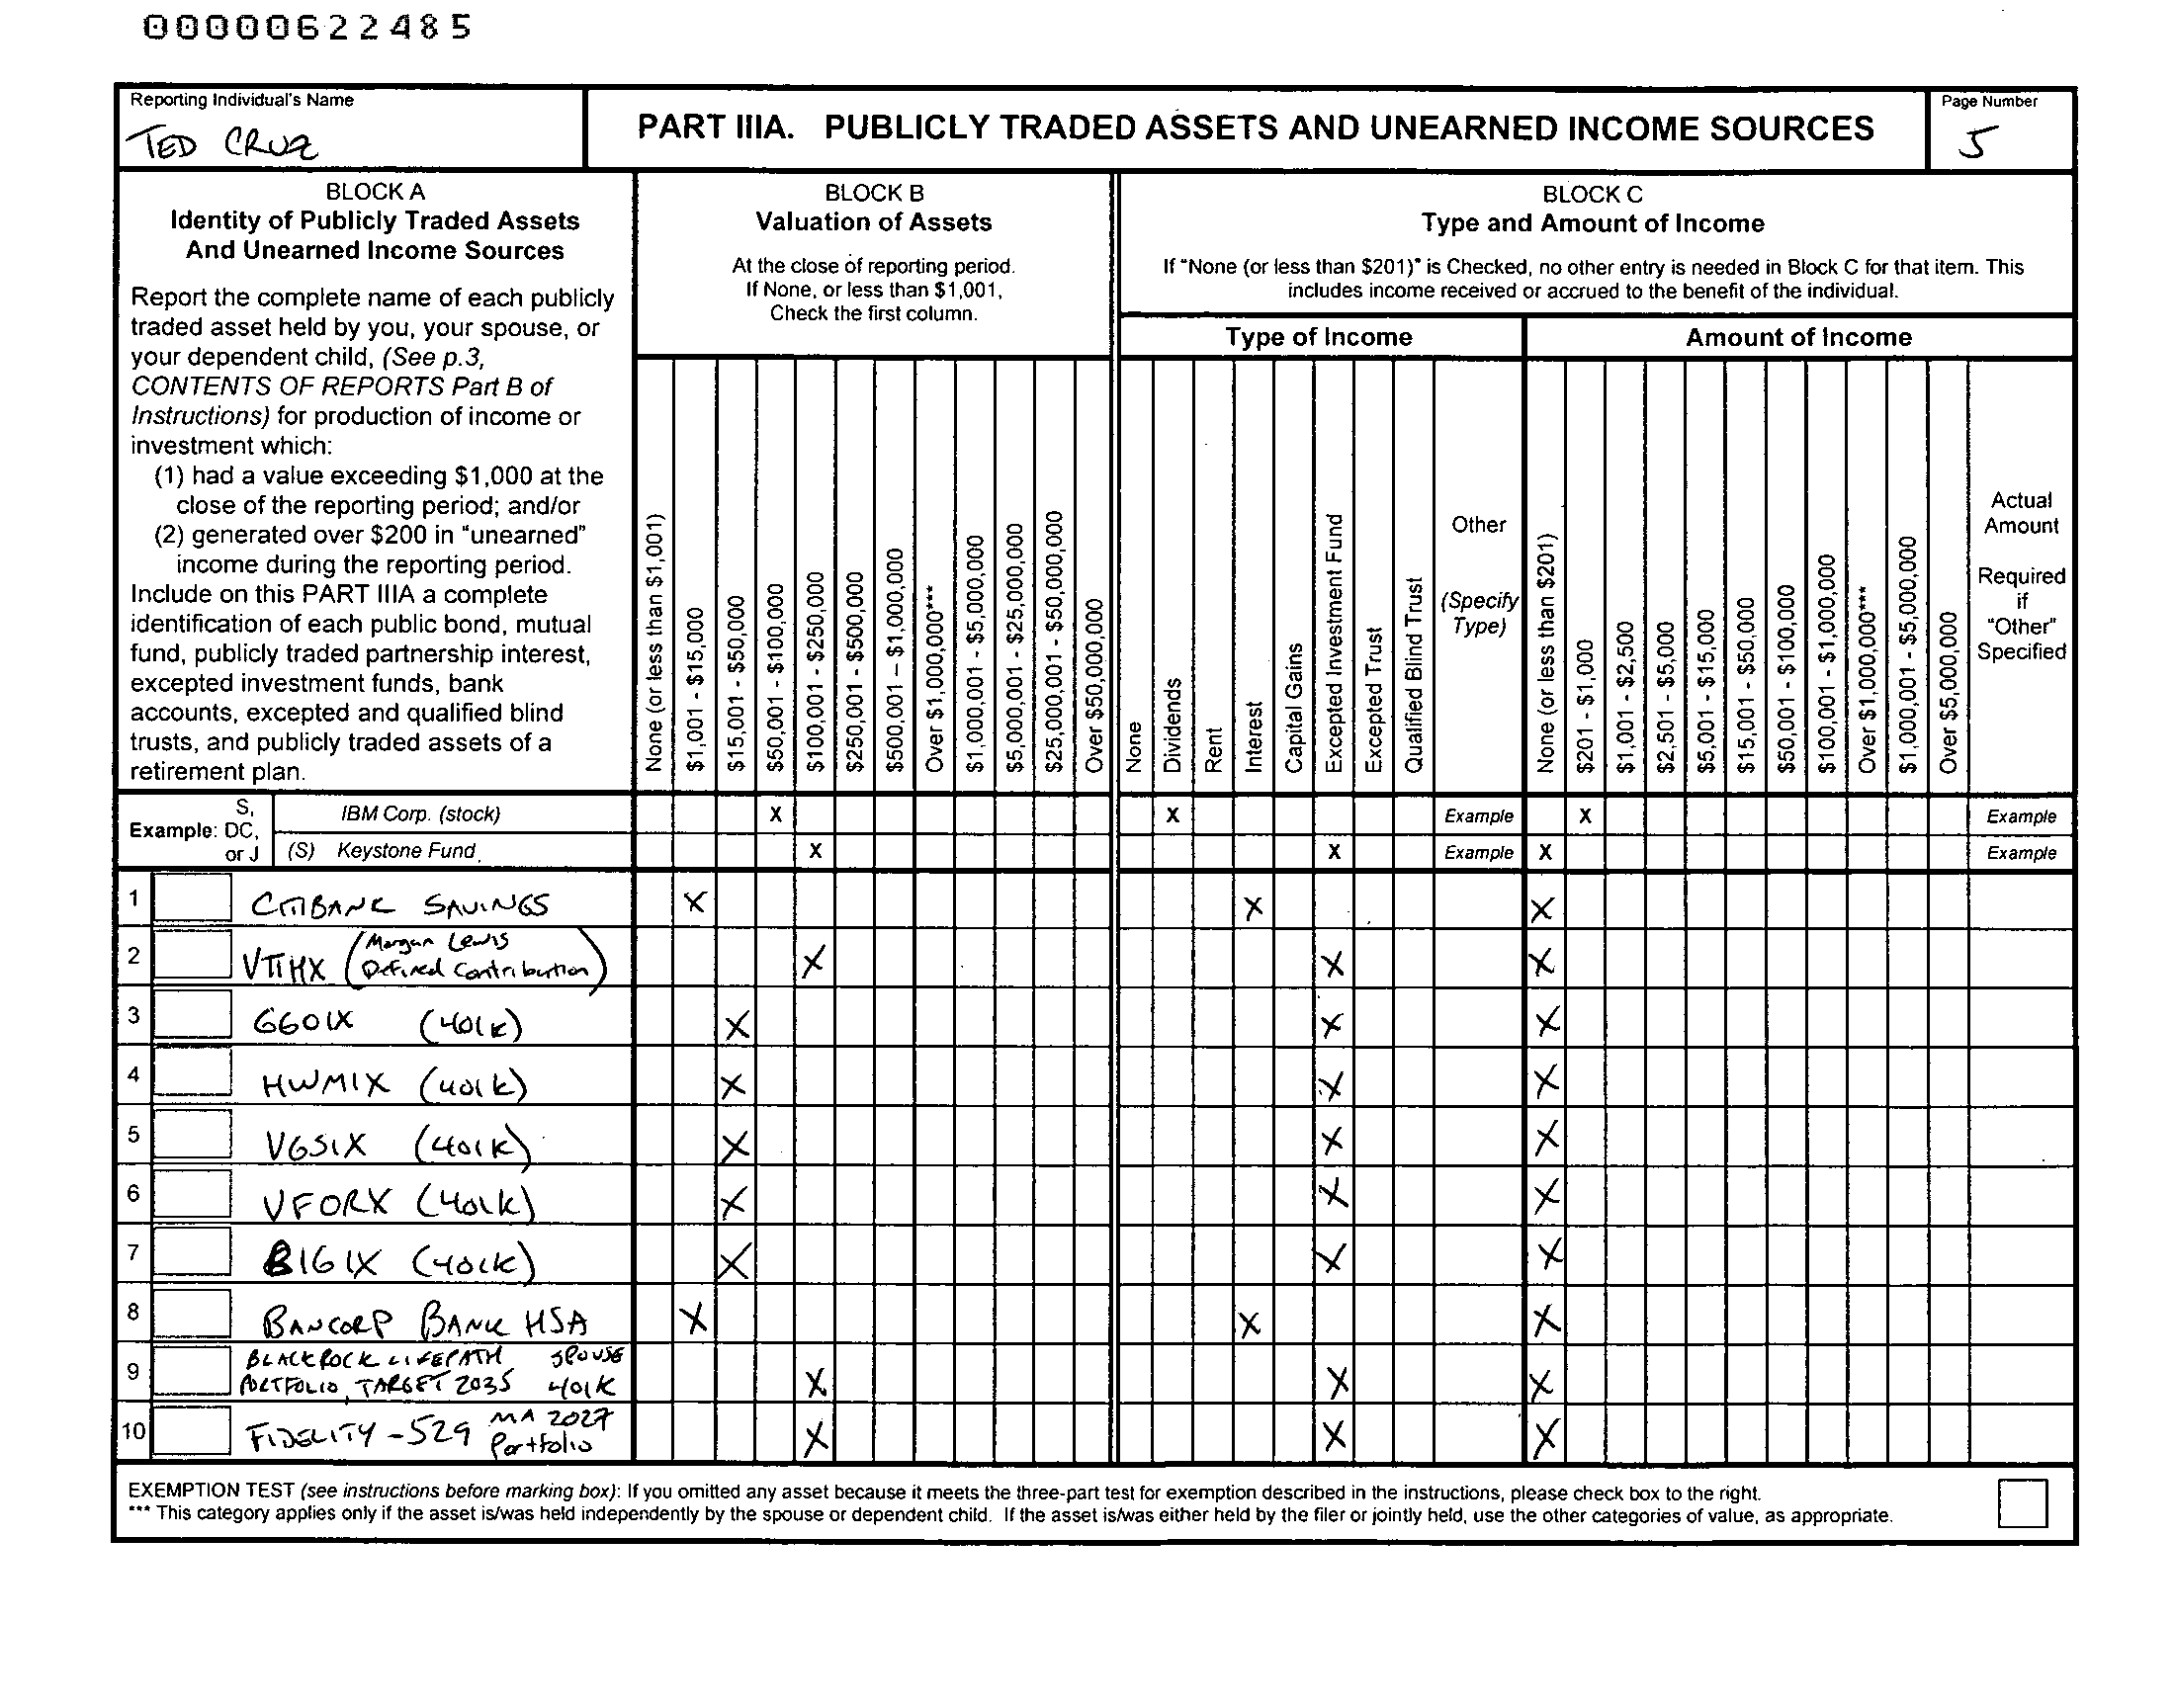 00000622485
Reporting Individual's Name
TED CRUZ
PART IIIA. PUBLICLY TRADED ASSETS AND UNEARNED INCOME SOURCES
Page Number
5
BLOCK A
Identity of Publicly Traded Assets
And Unearned Income Sources
Report the complete name of each publicly
traded asset held by you, your spouse, or
your dependent child, (See p.3,
CONTENTS OF REPORTS Part B of
Instructions) for production of income or
investment which:
(1) had a value exceeding $1,000 at the
close of the reporting period; and/or
(2) generated over $200 in "unearned"
income during the reporting period.
Include on this PART IIIA a complete
identification of each public bond, mutual
fund, publicly traded partnership interest,
excepted investment funds, bank
accounts, excepted and qualified blind
trusts, and publicly traded assets of a
retirement plan.
BLOCK B
Valuation of Assets
At the close of reporting period.
If None, or less than $1,001,
Check the first column.
None (or less than $1,001)
$1,001 - $15,000
$15,001 - $50,000
$50,001 - $100,000
$100,001 - $250,000
$250,001 - $500,000
$500,001 – $1,000,000
Over $1,000,000***
$1,000,001 - $5,000,000
$5,000,001 - $25,000,000
$25,000,001 - $50,000,000
Over $50,000,000
BLOCK C
Type and Amount of Income
If "None (or less than $201)" is Checked, no other entry is needed in Block C for that item. This
includes income received or accrued to the benefit of the individual.
Type of Income
None
Dividends
Rent
Interest
Capital Gains
Excepted Investment Fund
Excepted Trust
Qualified Blind Trust
Other
(Specify
Type)
Amount of Income
None (or less than $201)
$201 - $1,000
$1,001 - $2,500
$2,501 - $5,000
$5,001 - $15,000
$15,001 - $50,000
$50,001 - $100,000
$100,001 - $1,000,000
Over $1,000,000***
$1,000,001 - $5,000,000
Over $5,000,000
Actual
Amount
Required
if
"Other"
Specified
Example: S, DC, or J
IBM Corp. (stock) X X Example X Example
(S) Keystone Fund X X Example X Example
1 CITIBANK SAVINGS X X X
2 VTIHX (Morgan Lewis Defined Contribution) X X X
3 GGOIX (401k) X X X
4 HWMIX (401k) X X X
5 VGSIX (401k) X X X
6 VFORX (401k) X X X
7 BIGIX (401k) X X X
8 BANCORP BANK HSA X X X
9 BLACKROCK LIFEPATH SPOUSE
PORTFOLIO, TARGET 2035 401K X X X
10 FIDELITY - 529 MA 2027 Portfolio X X X
EXEMPTION TEST (see instructions before marking box): If you omitted any asset because it meets the three-part test for exemption described in the instructions, please check box to the right.
*** This category applies only if the asset is/was held independently by the spouse or dependent child. If the asset is/was either held by the filer or jointly held, use the other categories of value, as appropriate.